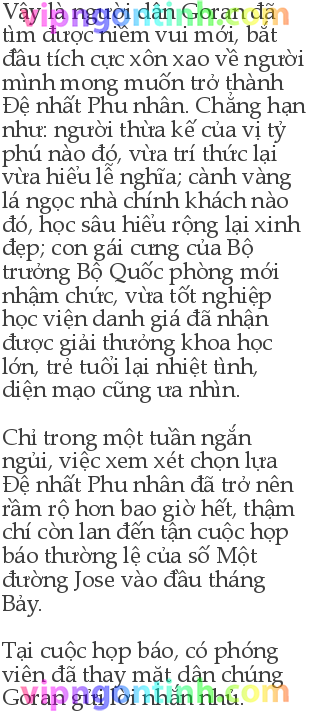 Vậy là người dân Goran đã
tìm được niềm vui mới, bắt
đầu tích cực xôn xao về người
mình mong muốn trở thành
Đệ nhất Phu nhân. Chẳng hạn
như: người thừa kế của vị tỷ
phú nào đó, vừa trí thức lại
vừa hiểu lễ nghĩa; cành vàng
lá ngọc nhà chính khách nào
đó, học sâu hiểu rộng lại xinh
đẹp; con gái cưng của Bộ
trưởng Bộ Quốc phòng mới
nhậm chức, vừa tốt nghiệp
học viện danh giá đã nhận
được giải thưởng khoa học
lớn, trẻ tuổi lại nhiệt tình,
diện mạo cũng ưa nhìn.
Chỉ trong một tuần ngắn
ngủi, việc xem xét chọn lựa
Đệ nhất Phu nhân đã trở nên
rầm rộ hơn bao giờ hết, thậm
chí còn lan đến tận cuộc họp
báo thường lệ của số Một
đường Jose vào đầu tháng
Bảy.
Tại cuộc họp báo, có phóng
viên đã thay mặt dân chúng
Goran gửi lời nhắn nhủ.
vipngontinh.com
vipngontinh.com